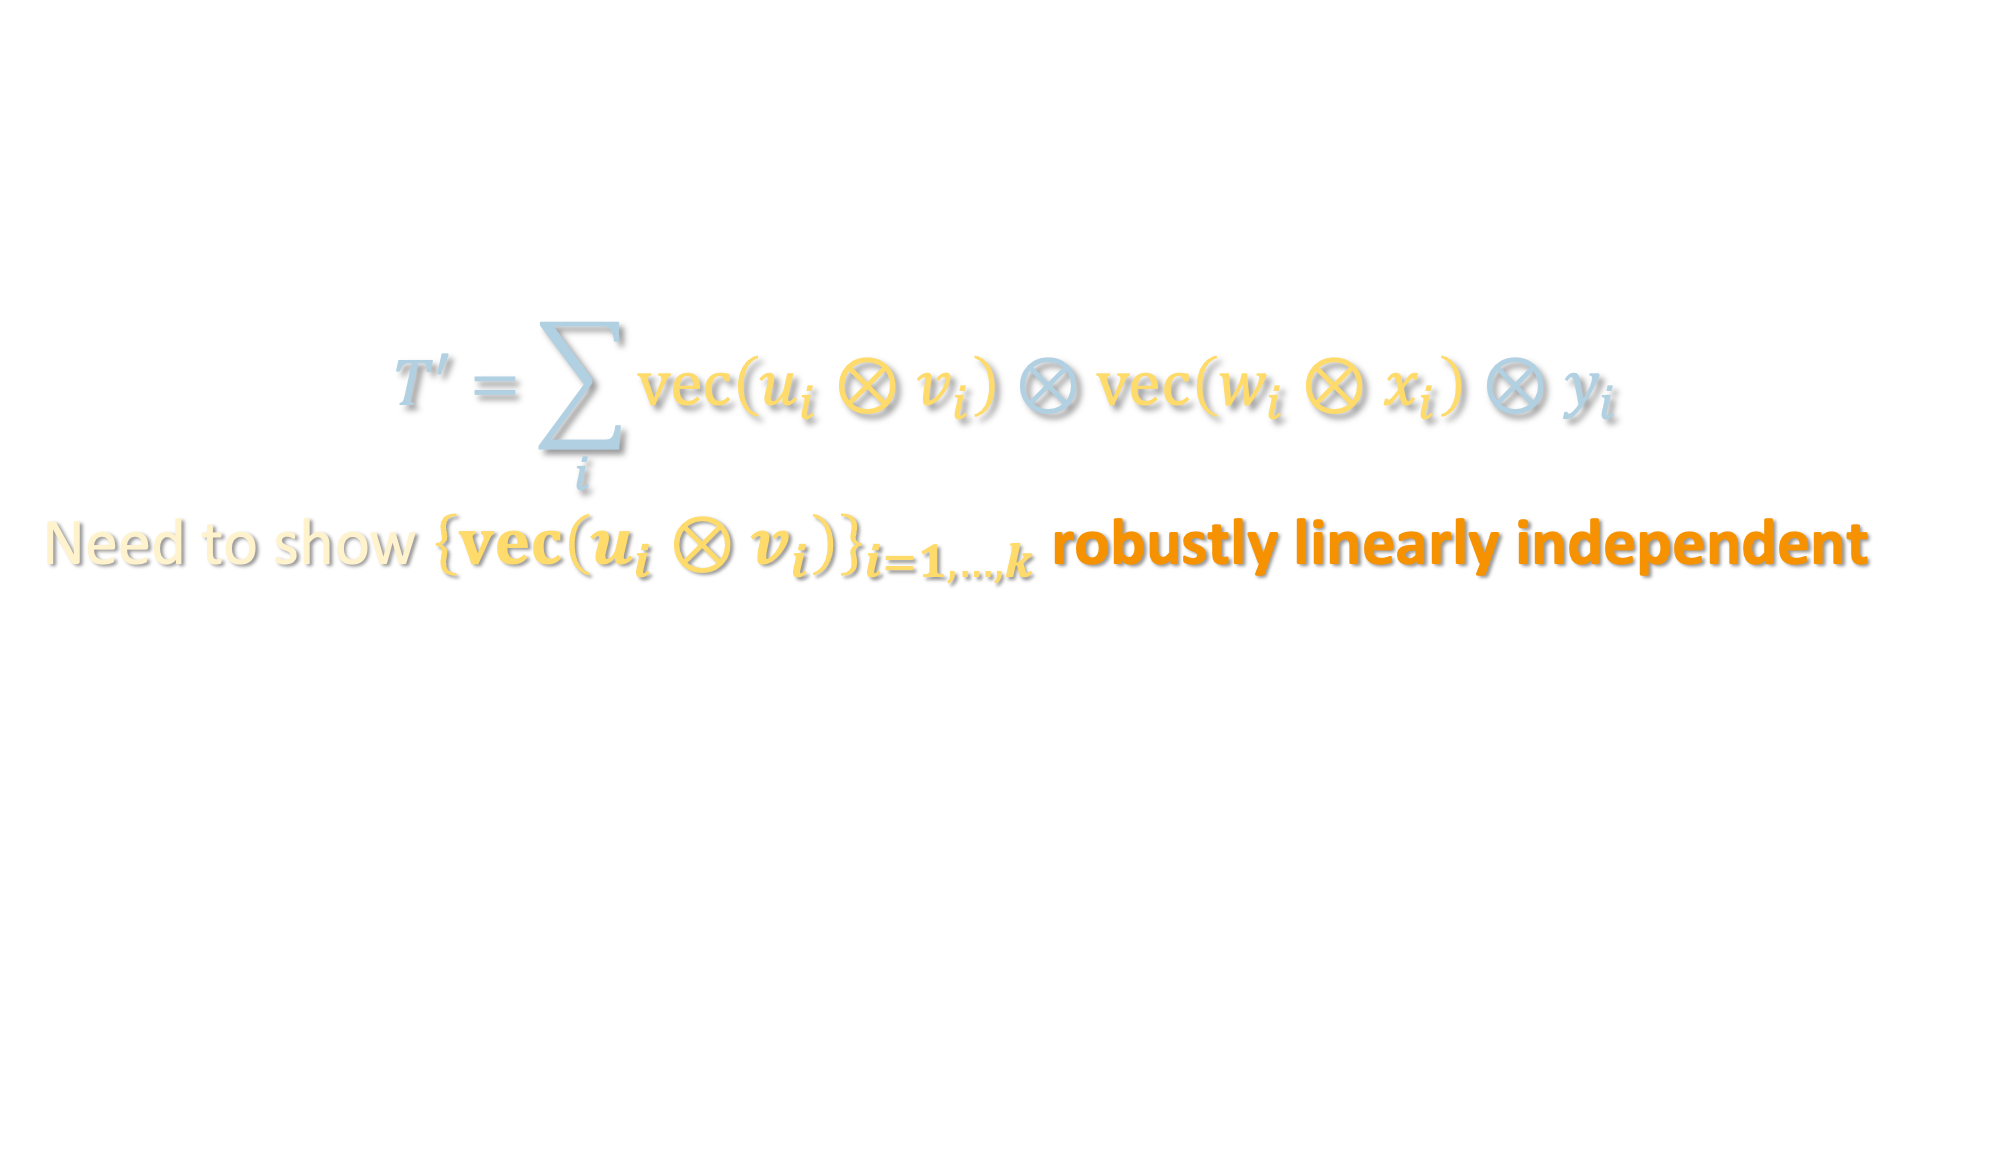 T′ = ∑_i vec(u_i ⊗ v_i) ⊗ vec(w_i ⊗ x_i) ⊗ y_i
Need to show {vec(u_i ⊗ v_i)}_{i=1,…,k} robustly linearly independent